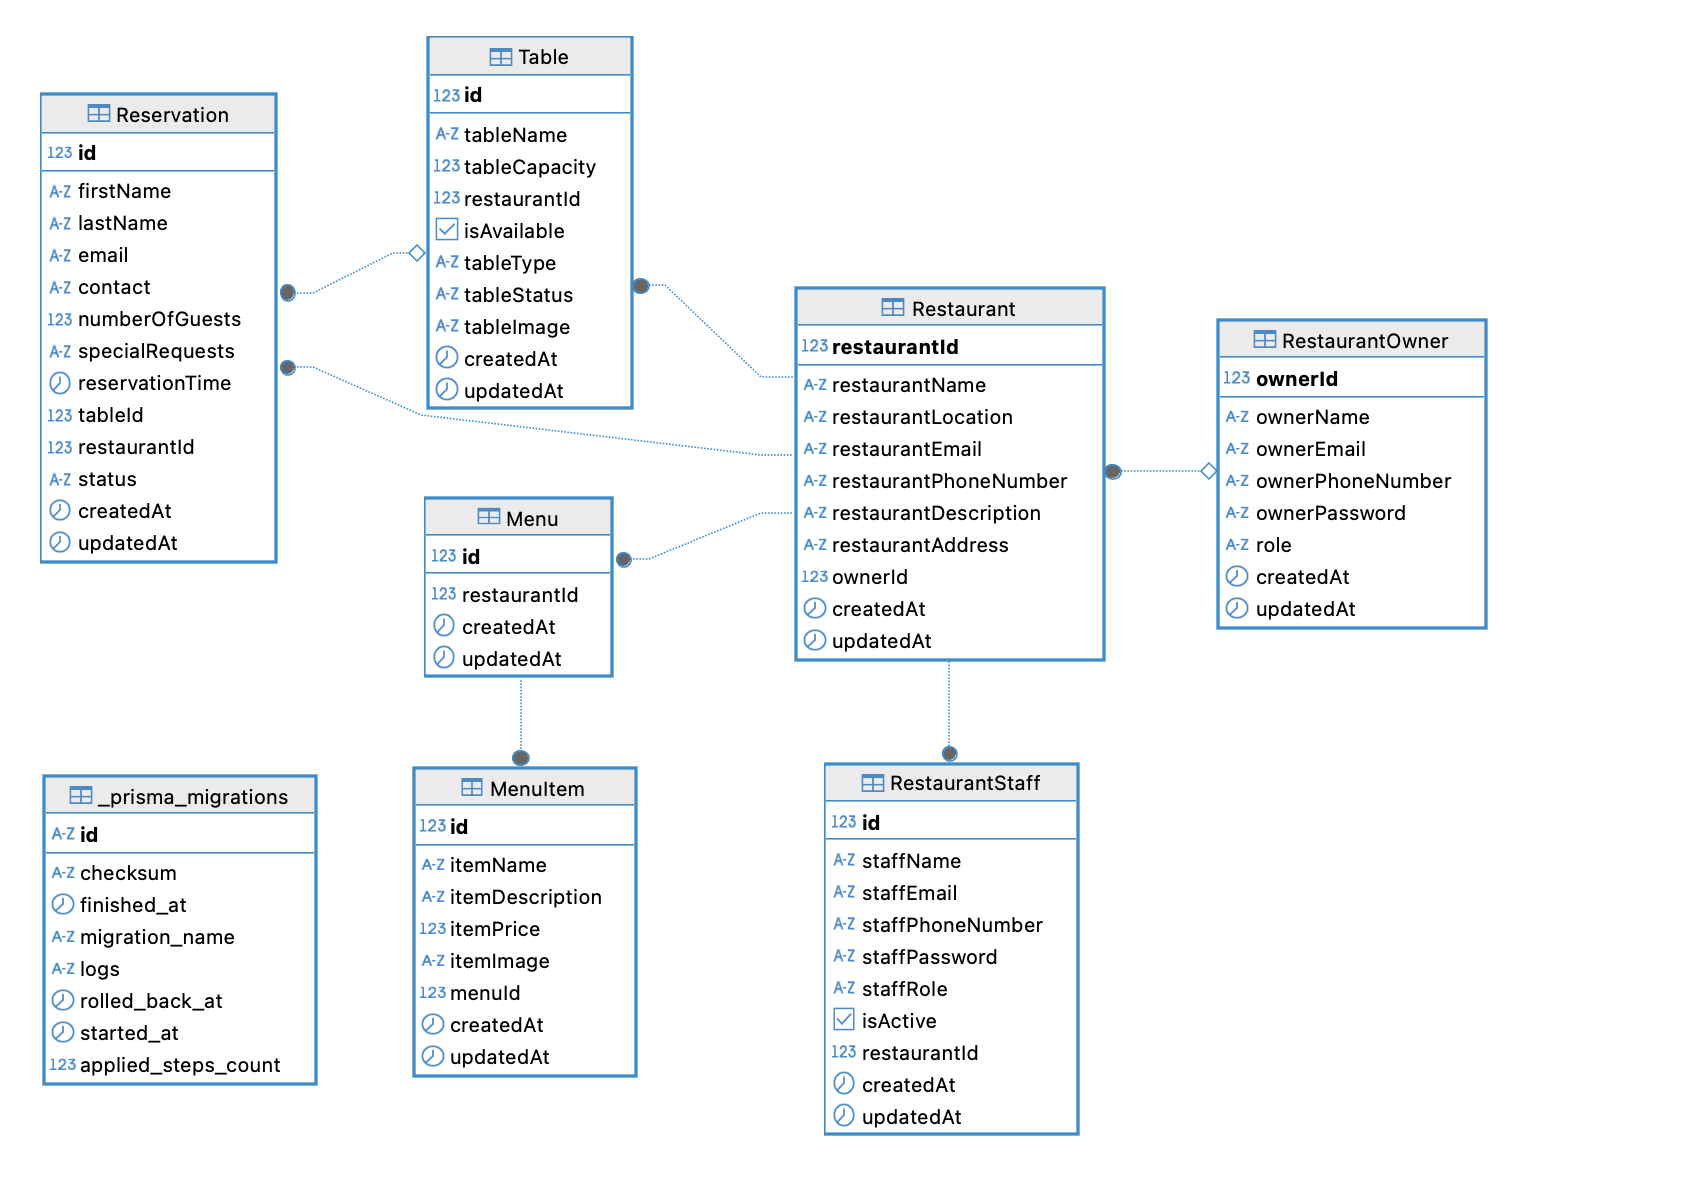 Table
123 id
A-Z tableName
123 tableCapacity
123 restaurantId
isAvailable
A-Z tableType
A-Z tableStatus
A-Z tableImage
createdAt
updatedAt
Reservation
123 id
A-Z firstName
A-Z lastName
A-Z email
A-Z contact
123 numberOfGuests
A-Z specialRequests
reservationTime
123 tableId
123 restaurantId
A-Z status
createdAt
updatedAt
Restaurant
123 restaurantId
A-Z restaurantName
A-Z restaurantLocation
A-Z restaurantEmail
A-Z restaurantPhoneNumber
A-Z restaurantDescription
A-Z restaurantAddress
123 ownerId
createdAt
updatedAt
RestaurantOwner
123 ownerId
A-Z ownerName
A-Z ownerEmail
A-Z ownerPhoneNumber
A-Z ownerPassword
A-Z role
createdAt
updatedAt
Menu
123 id
123 restaurantId
createdAt
updatedAt
_prisma_migrations
A-Z id
A-Z checksum
finished_at
A-Z migration_name
A-Z logs
rolled_back_at
started_at
123 applied_steps_count
MenuItem
123 id
A-Z itemName
A-Z itemDescription
123 itemPrice
A-Z itemImage
123 menuId
createdAt
updatedAt
RestaurantStaff
123 id
A-Z staffName
A-Z staffEmail
A-Z staffPhoneNumber
A-Z staffPassword
A-Z staffRole
isActive
123 restaurantId
createdAt
updatedAt